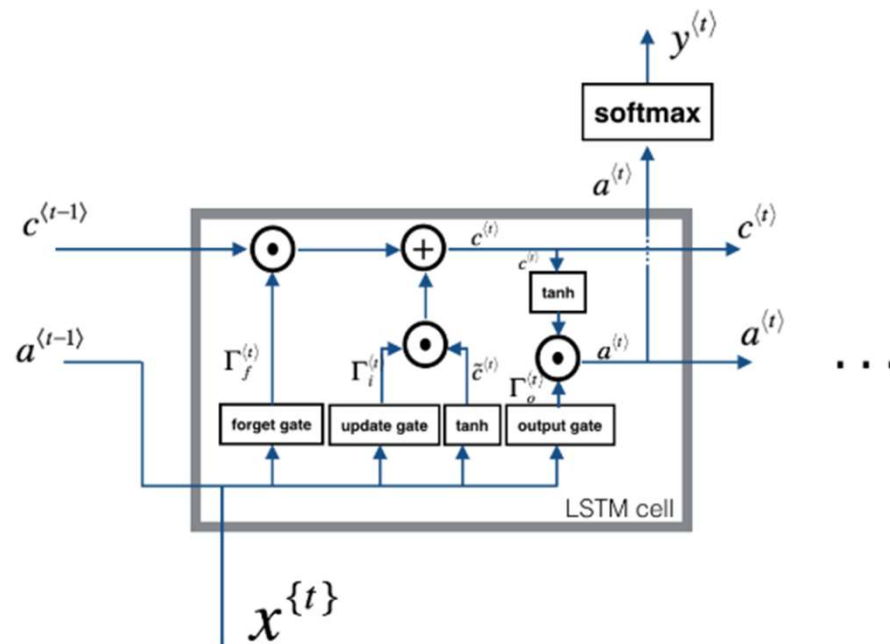 y⟨t⟩
softmax
a⟨t⟩
c⟨t−1⟩
c⟨t⟩
c⟨t⟩
c⟨t⟩
tanh
a⟨t−1⟩
Γf⟨t⟩
Γi⟨t⟩
c̃⟨t⟩
Γo⟨t⟩
a⟨t⟩
a⟨t⟩
...
forget gate
update gate
tanh
output gate
LSTM cell
x{t}